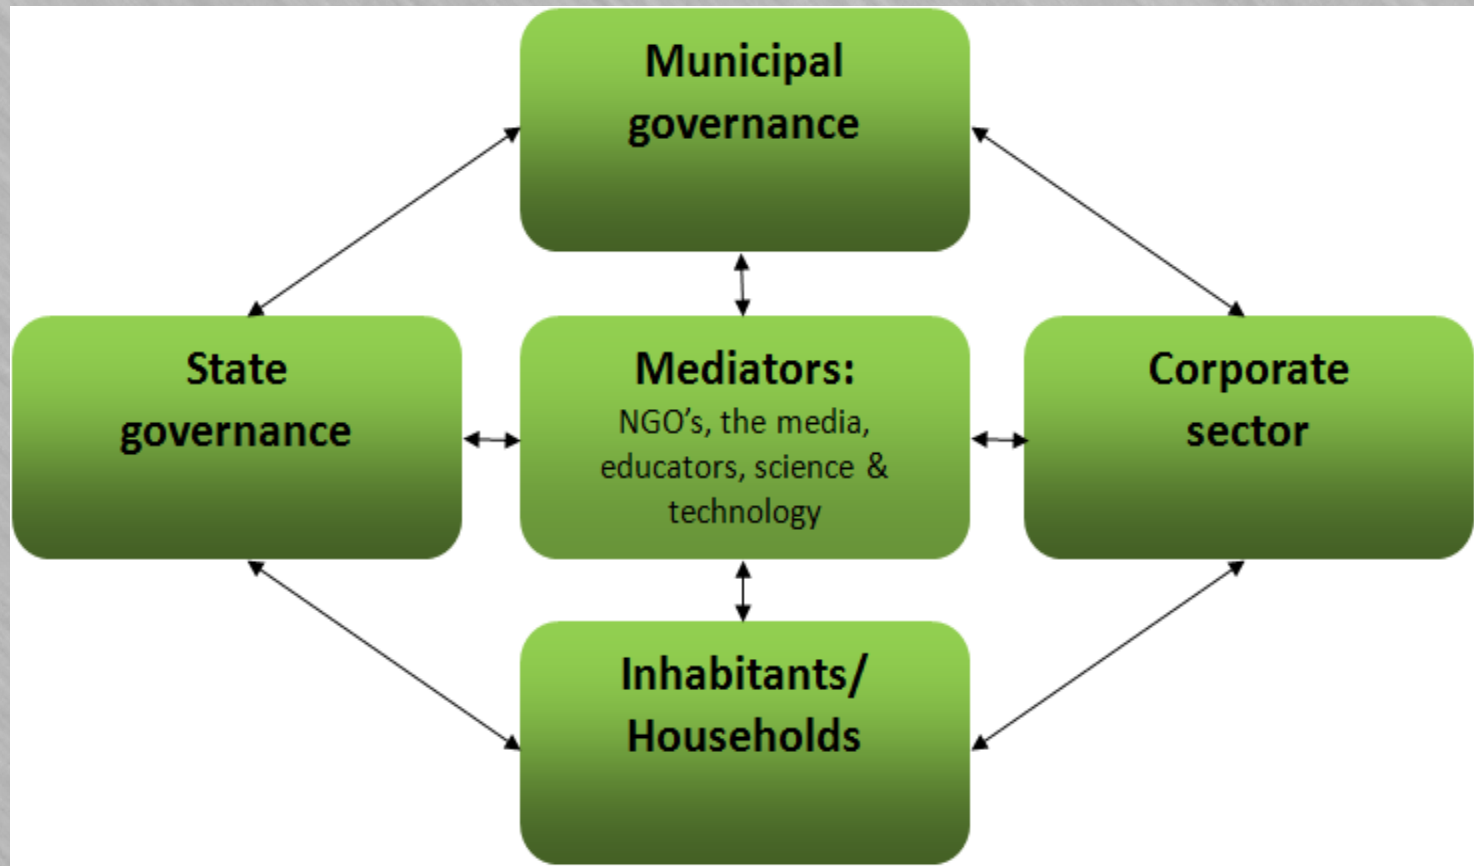 Municipal
governance
State
governance
Mediators:
NGO’s, the media,
educators, science &
technology
Corporate
sector
Inhabitants/
Households